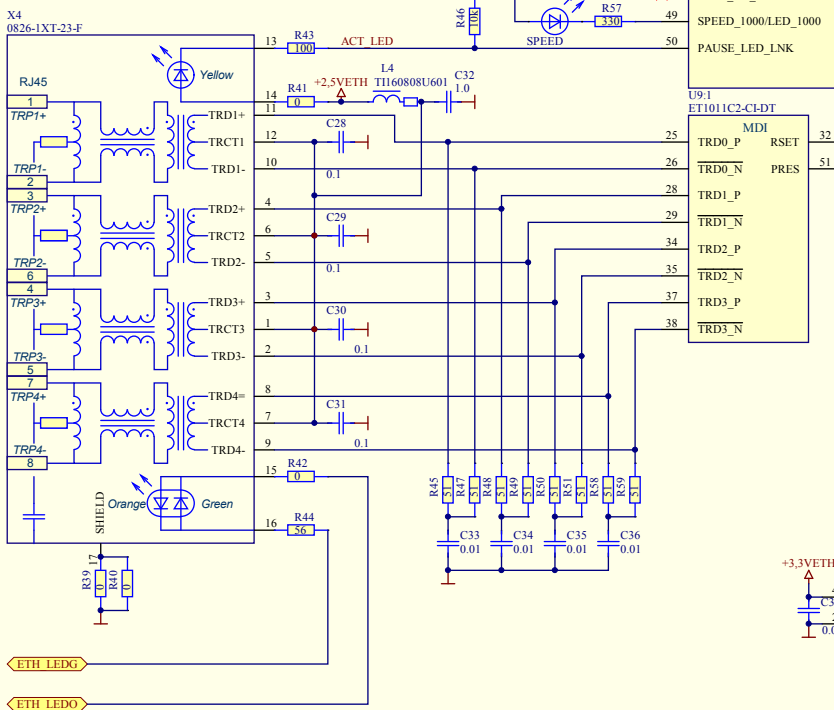 X4
0826-1XT-23-F
RJ45
1
TRP1+
TRP1-
2
3
TRP2+
TRP2-
6
4
TRP3+
TRP3-
5
7
TRP4+
TRP4-
8
Yellow
TRD1+
TRCT1
TRD1-
TRD2+
TRCT2
TRD2-
TRD3+
TRCT3
TRD3-
TRD4=
TRCT4
TRD4-
Orange
Green
SHIELD
17
R39
0
R40
0
13
14
11
12
10
4
6
5
3
1
2
8
7
9
15
16
R43
100
ACT_LED
R41
0
+2,5VETH
L4
TI160808U601
C32
1.0
C28
0.1
C29
0.1
C30
0.1
C31
0.1
R42
0
R44
56
R46
10k
SPEED
R57
330
49
SPEED_1000/LED_1000
50
PAUSE_LED_LNK
U9:1
ET1011C2-CI-DT
MDI
25
TRD0_P
RSET
32
26
TRD0_N
PRES
51
28
TRD1_P
29
TRD1_N
34
TRD2_P
35
TRD2_N
37
TRD3_P
38
TRD3_N
R45
51
R47
51
R48
51
R49
51
R50
51
R51
51
R58
51
R59
51
C33
0.01
C34
0.01
C35
0.01
C36
0.01
+3,3VETH
ETH_LEDG
ETH_LEDO